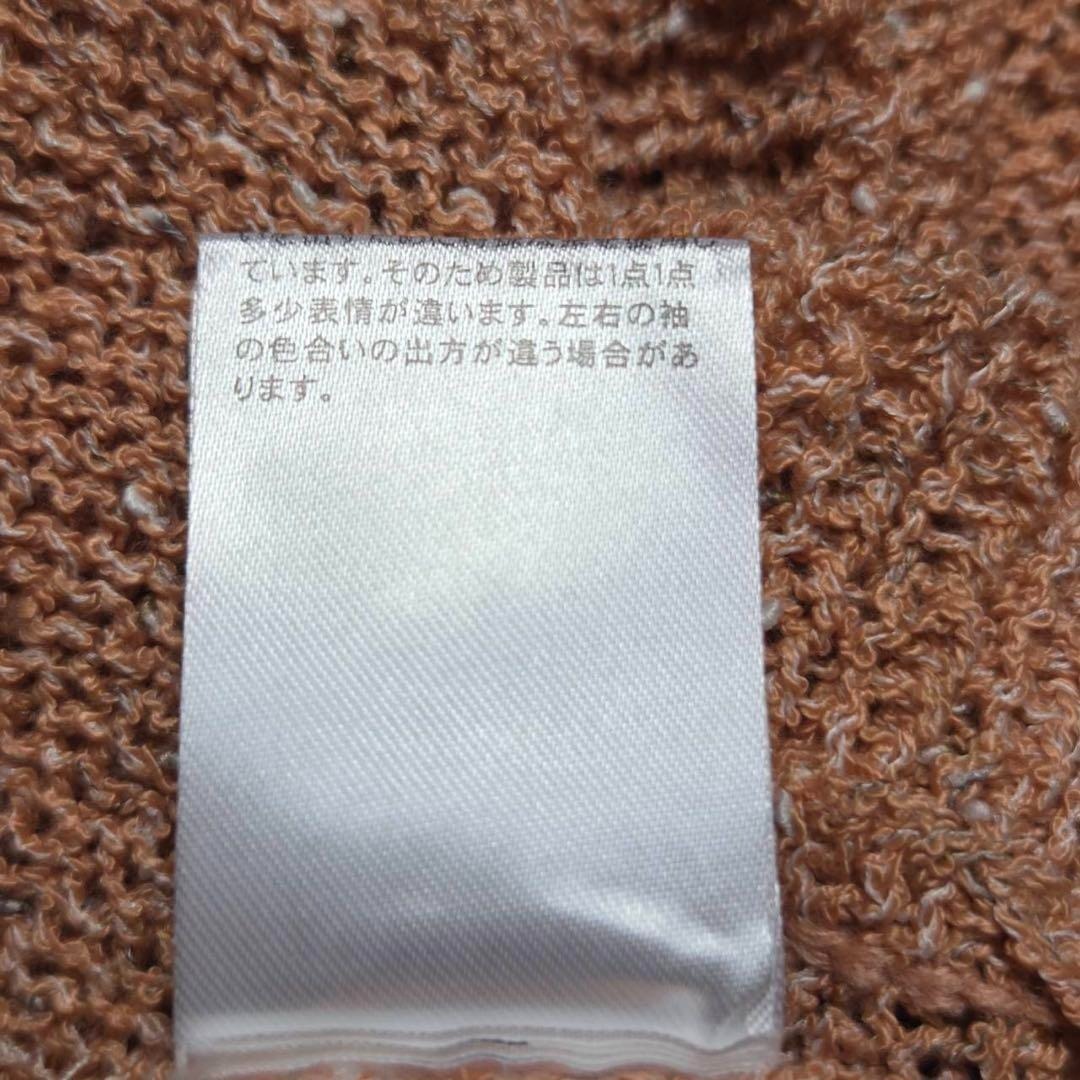 ています。そのため製品は1点1点
多少表情が違います。左右の袖
の色合いの出方が違う場合があ
ります。